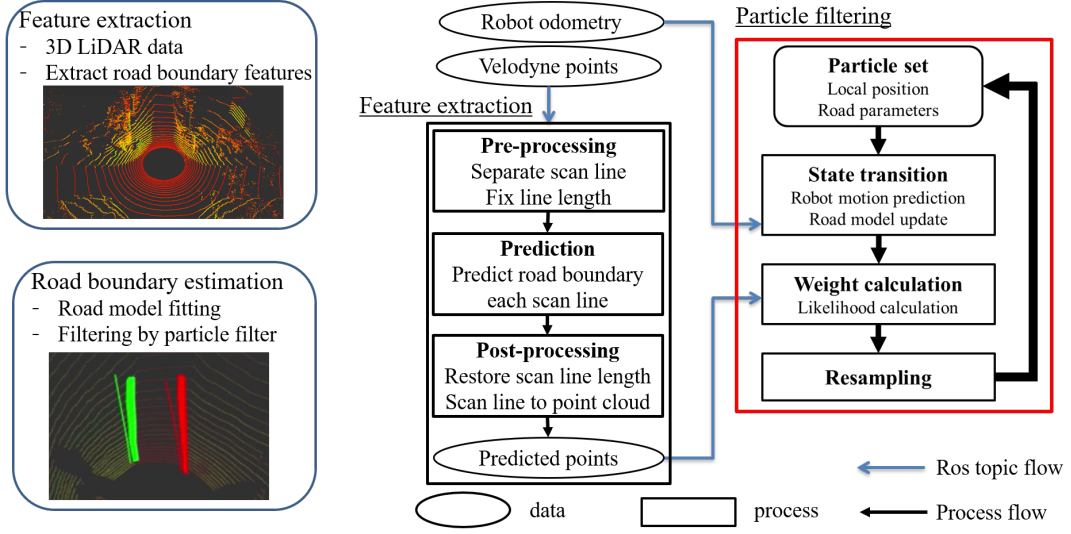 Feature extraction
- 3D LiDAR data
- Extract road boundary features
Road boundary estimation
- Road model fitting
- Filtering by particle filter
Robot odometry
Velodyne points
Feature extraction
Pre-processing
Separate scan line
Fix line length
Prediction
Predict road boundary
each scan line
Post-processing
Restore scan line length
Scan line to point cloud
Predicted points
Particle filtering
Particle set
Local position
Road parameters
State transition
Robot motion prediction
Road model update
Weight calculation
Likelihood calculation
Resampling
Ros topic flow
data
process
Process flow